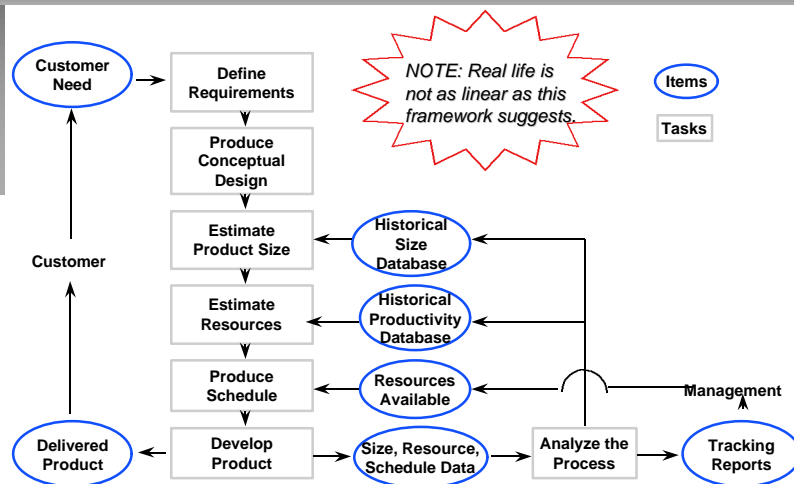 Customer
Need
Define
Requirements
NOTE: Real life is
not as linear as this
framework suggests.
Items
Tasks
Produce
Conceptual
Design
Estimate
Product Size
Historical
Size
Database
Customer
Estimate
Resources
Historical
Productivity
Database
Produce
Schedule
Resources
Available
Management
Delivered
Product
Develop
Product
Size, Resource,
Schedule Data
Analyze the
Process
Tracking
Reports